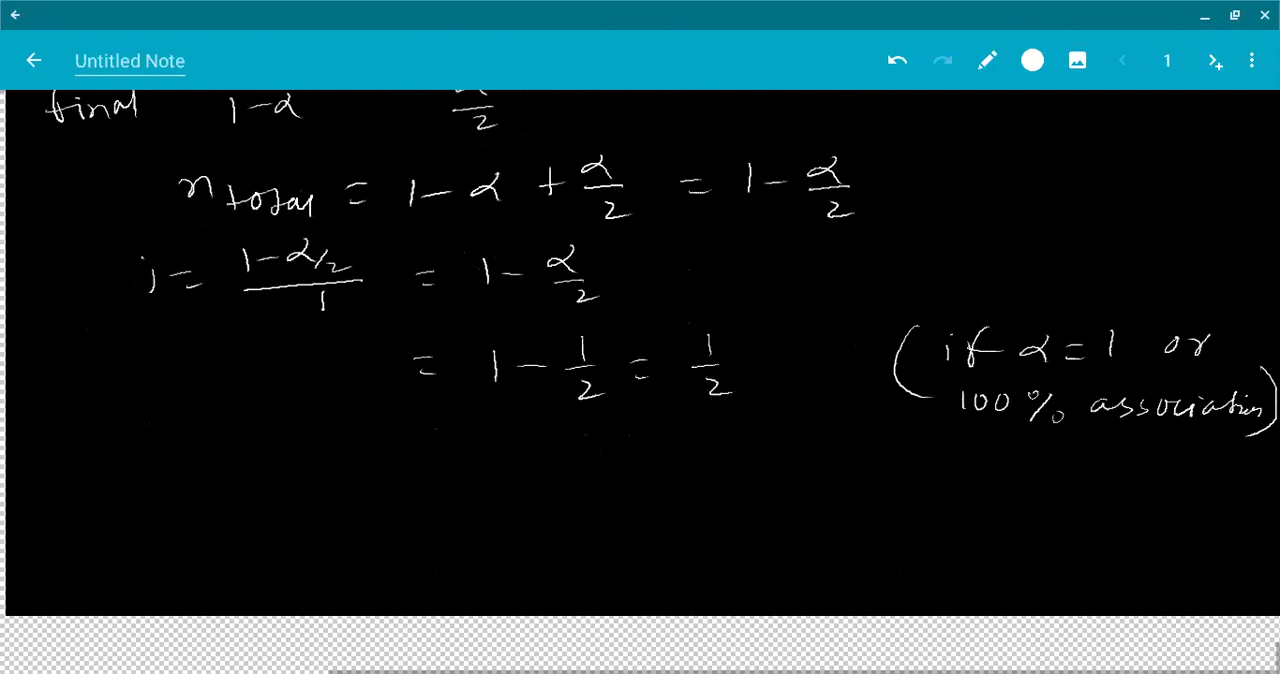 Untitled Note
1
final 1-α α/2
n total = 1 - α + α/2 = 1 - α/2
i = (1-α/2)/1 = 1 - α/2
= 1 - 1/2 = 1/2 (if α = 1 or
100% association)